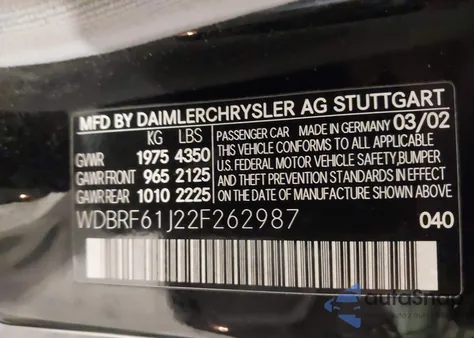 MFD BY DAIMLERCHRYSLER AG STUTTGART
KG LBS
GVWR 1975 4350
GAWR FRONT 965 2125
GAWR REAR 1010 2225
PASSENGER CAR MADE IN GERMANY 03/02
THIS VEHICLE CONFORMS TO ALL APPLICABLE
U.S. FEDERAL MOTOR VEHICLE SAFETY,BUMPER
AND THEFT PREVENTION STANDARDS IN EFFECT
ON THE DATE OF MANUFACTURE SHOWN ABOVE
WDBRF61J22F262987
040